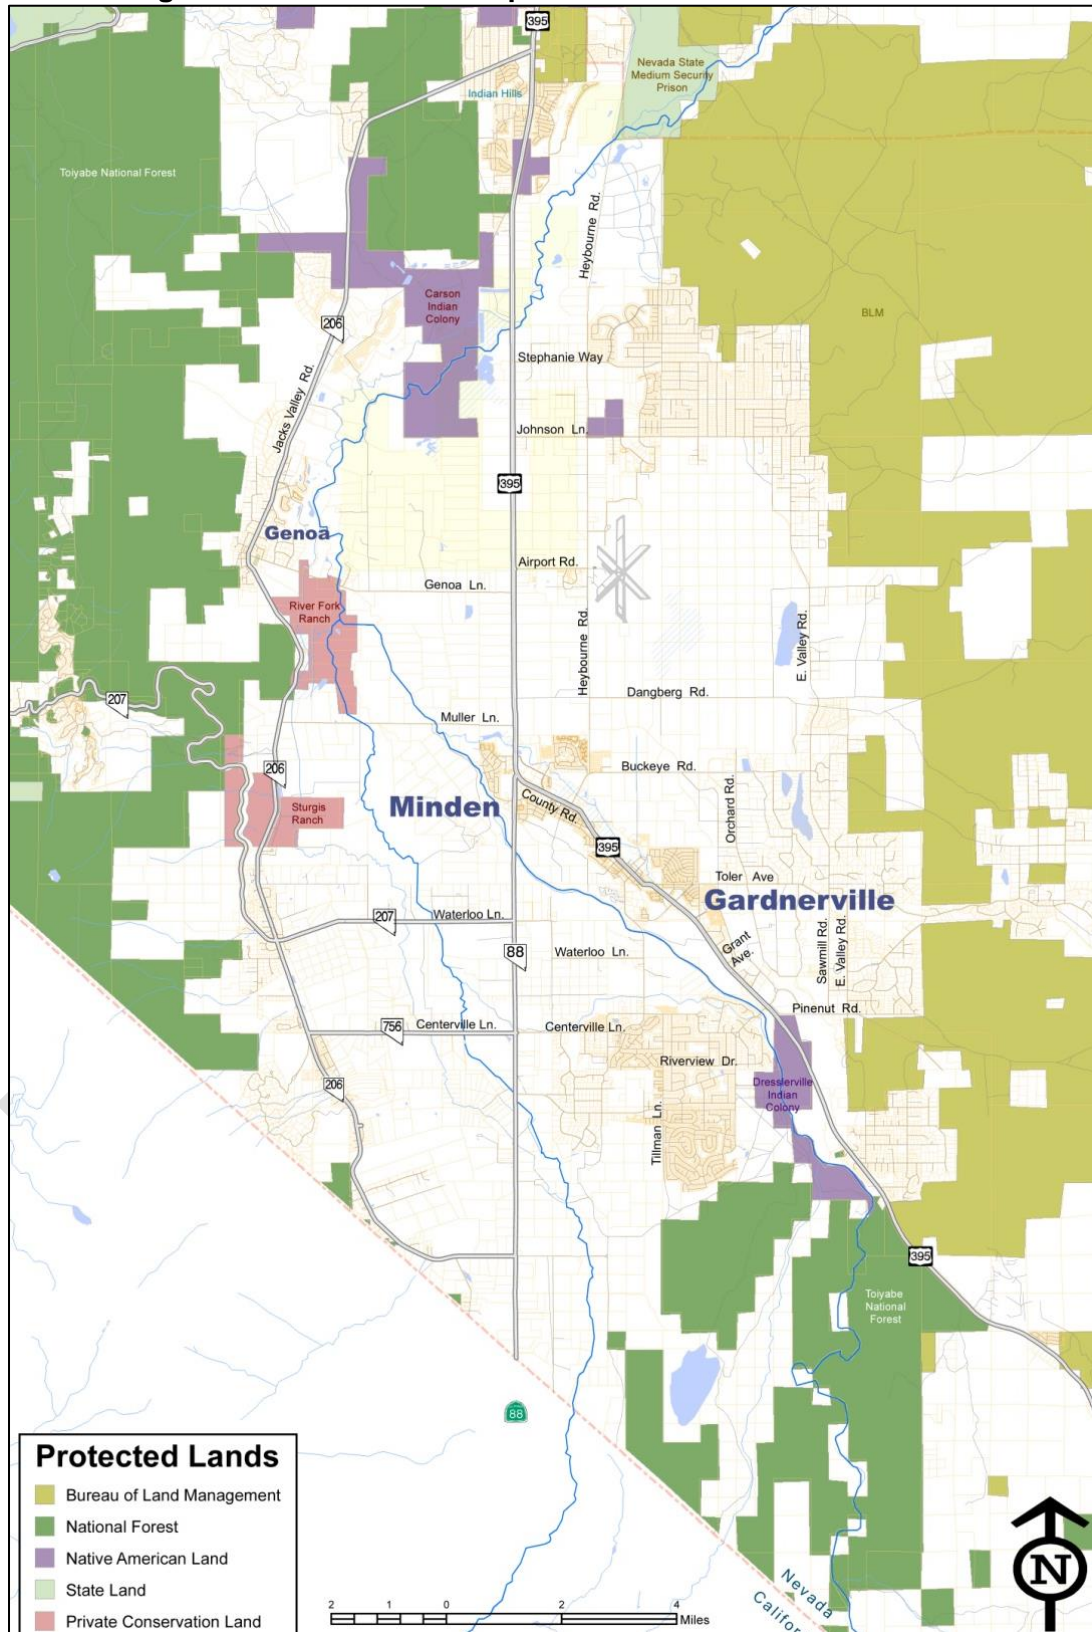 395
Nevada State
Medium Security
Prison
Indian Hills
Toiyabe National Forest
Heybourne Rd.
Carson
Indian
Colony
BLM
206
Stephanie Way
Jacks Valley Rd.
Johnson Ln.
395
Genoa
Airport Rd.
Genoa Ln.
River Fork
Ranch
Heybourne Rd.
E. Valley Rd.
Dangberg Rd.
207
Muller Ln.
Buckeye Rd.
206
Orchard Rd.
Minden
County Rd.
Sturgis
Ranch
395
Toler Ave
Gardnerville
207
Waterloo Ln.
Grant
Ave.
Sawmill Rd.
E. Valley Rd.
88
Waterloo Ln.
Pinenut Rd.
756
Centerville Ln.
Centerville Ln.
Riverview Dr.
206
Dresslerville
Indian
Colony
Tillman Ln.
395
Toiyabe
National
Forest
88
Protected Lands
Bureau of Land Management
National Forest
Native American Land
State Land
Private Conservation Land
2 1 0 2 4
Miles
Nevada
Califor
N